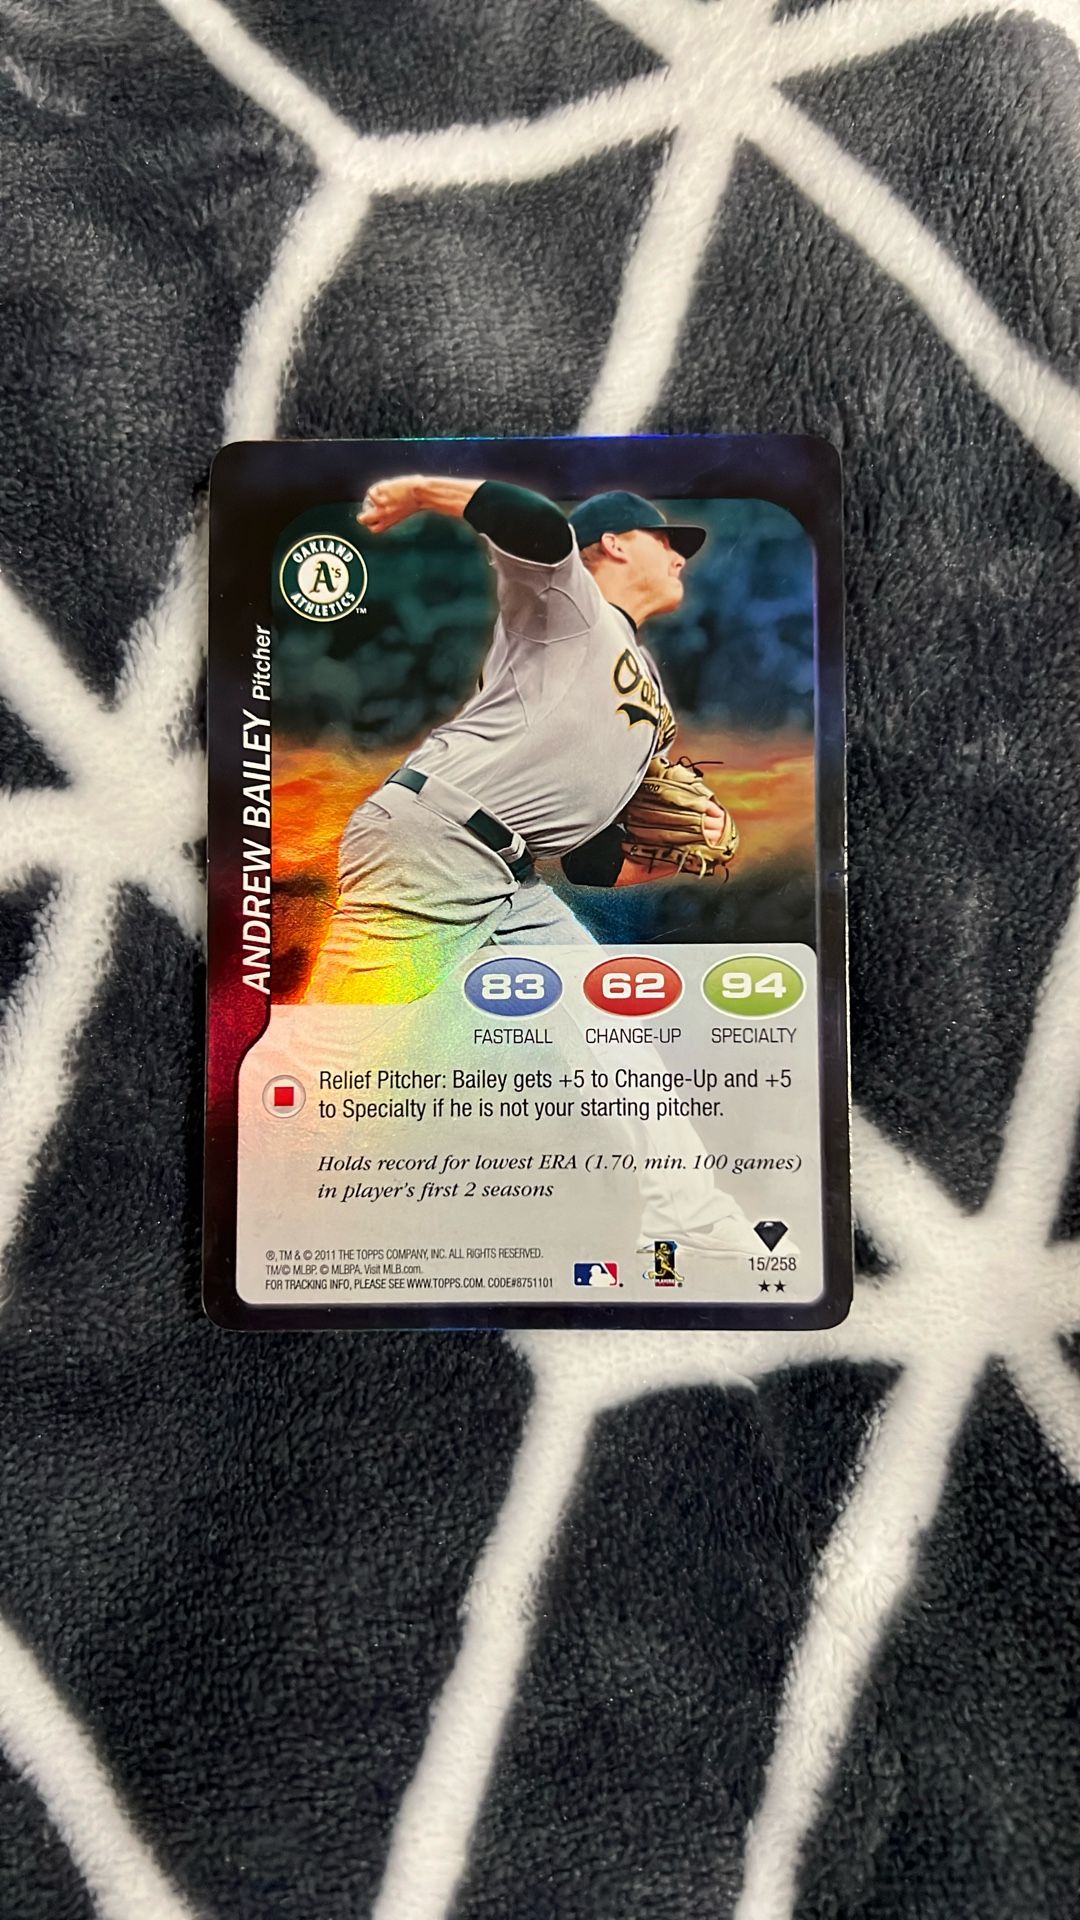 OAKLAND
A's
ATHLETICS
TM
ANDREW BAILEY Pitcher
83
62
94
FASTBALL
CHANGE-UP
SPECIALTY
Relief Pitcher: Bailey gets +5 to Change-Up and +5
to Specialty if he is not your starting pitcher.
Holds record for lowest ERA (1.70, min. 100 games)
in player's first 2 seasons
®, TM & © 2011 THE TOPPS COMPANY, INC. ALL RIGHTS RESERVED.
TM/© MLBP. © MLBPA. Visit MLB.com.
FOR TRACKING INFO, PLEASE SEE WWW.TOPPS.COM. CODE#8751101
15/258
★★